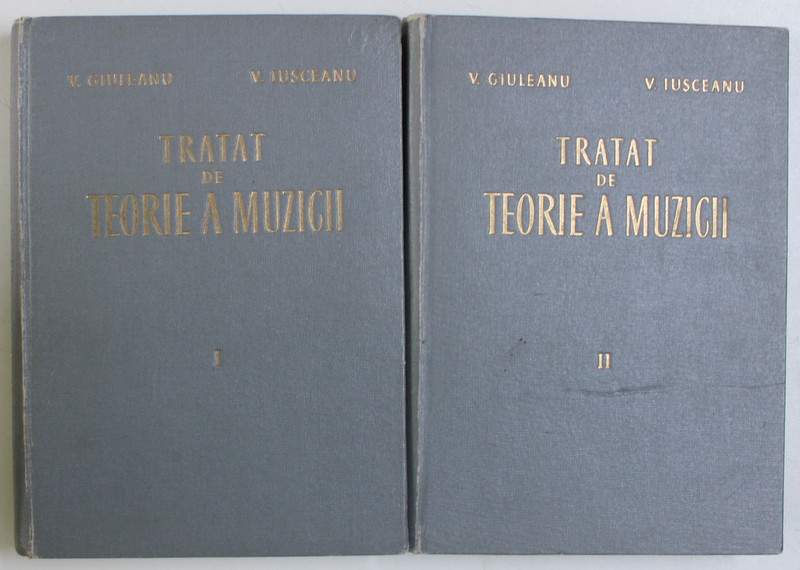 V. GIULEANU V. IUSCEANU
TRATAT
DE
TEORIE A MUZICII
I
V. GIULEANU V. IUSCEANU
TRATAT
DE
TEORIE A MUZICII
II